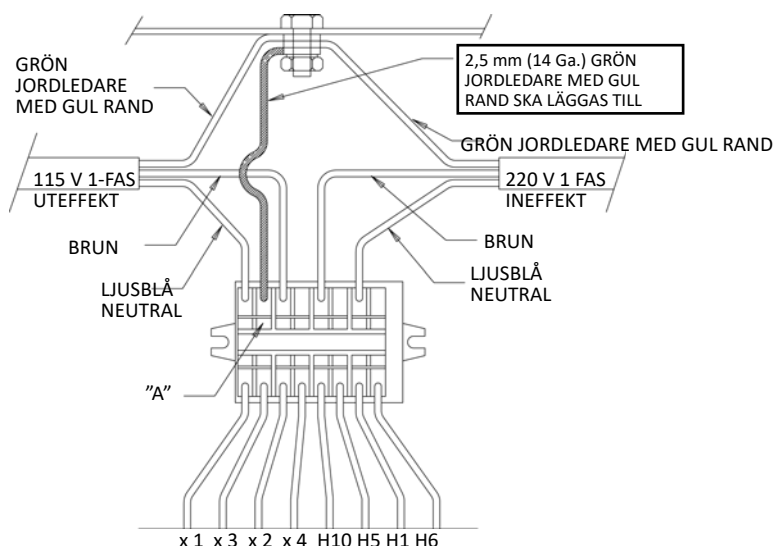 GRÖN
JORDLEDARE
MED GUL RAND
2,5 mm (14 Ga.) GRÖN
JORDLEDARE MED GUL
RAND SKA LÄGGAS TILL
GRÖN JORDLEDARE MED GUL RAND
115 V 1-FAS
UTEFFEKT
220 V 1 FAS
INEFFEKT
BRUN
BRUN
LJUSBLÅ
NEUTRAL
LJUSBLÅ
NEUTRAL
”A”
x 1 x 3 x 2 x 4 H10 H5 H1 H6